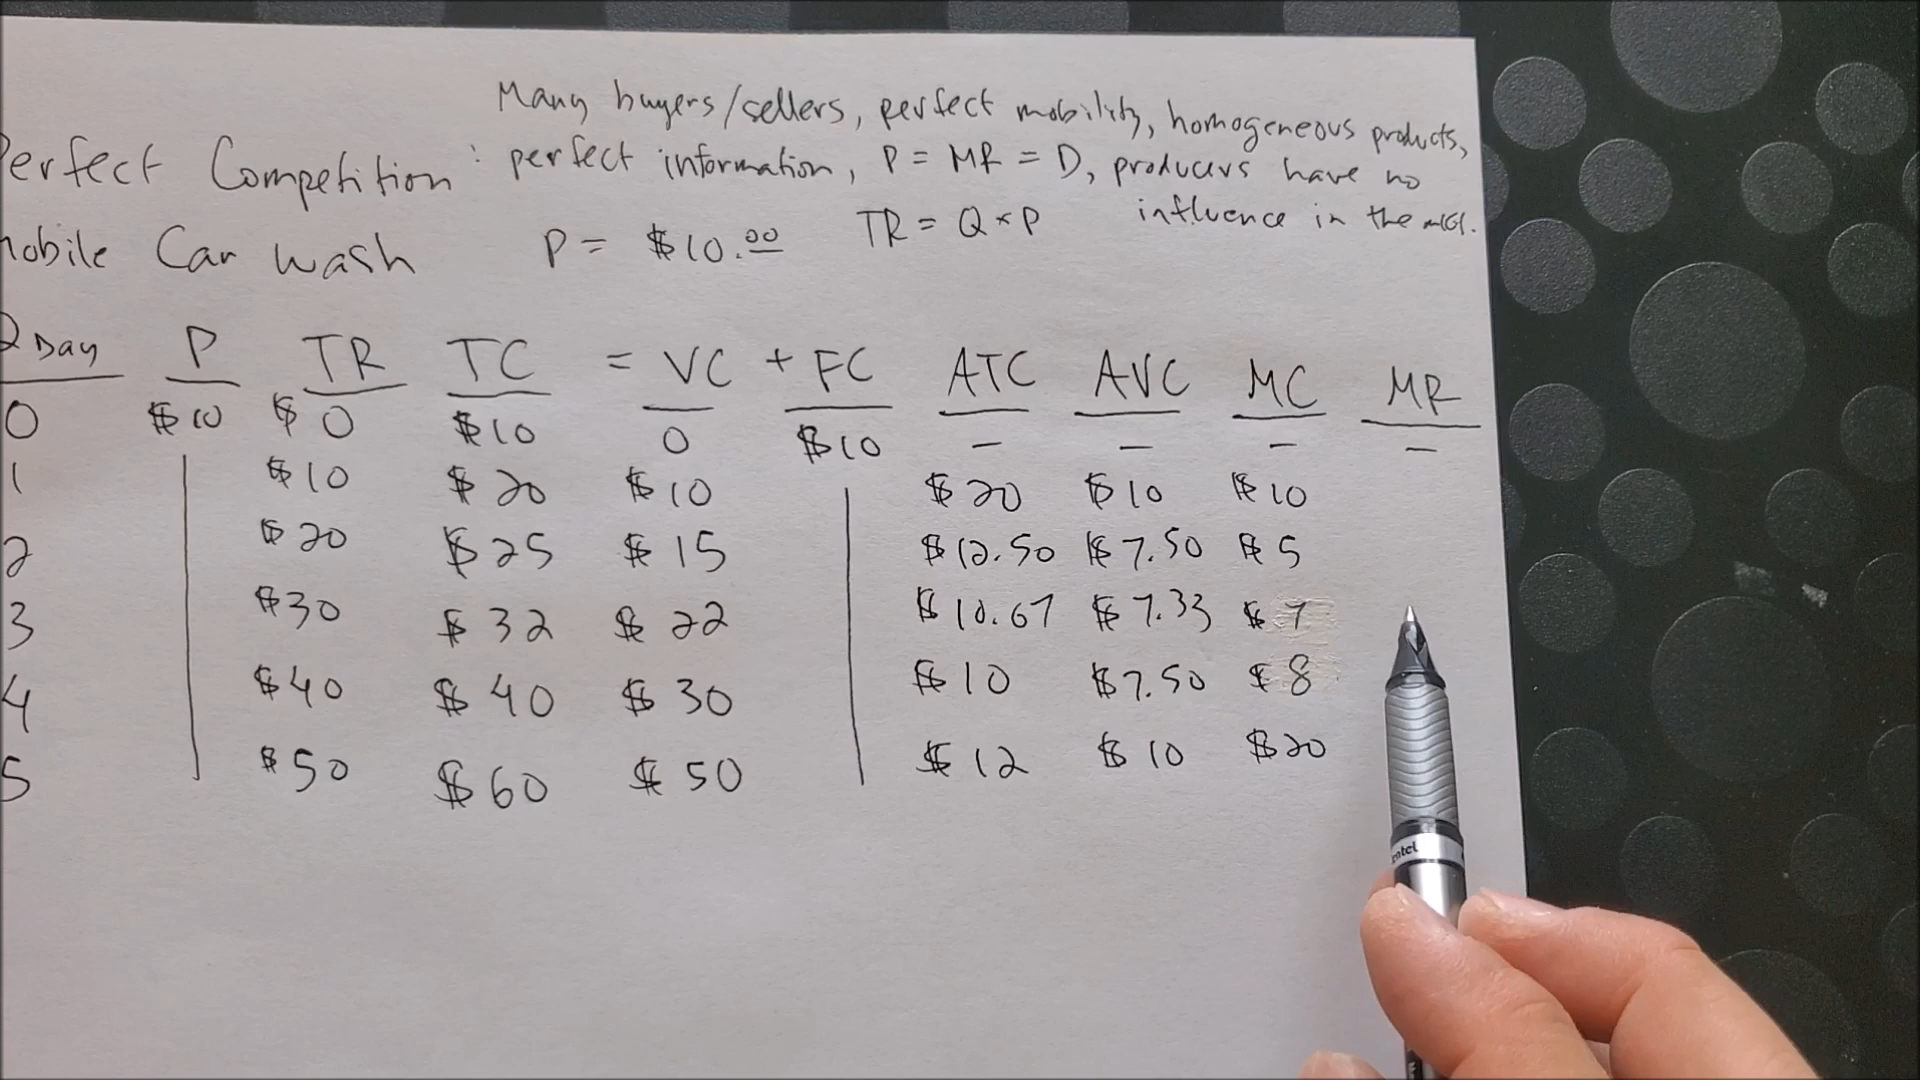 Many buyers/sellers, perfect mobility, homogeneous products,
erfect Competition : perfect information, P = MR = D, producers have no
influence in the mkt.
obile Car wash P = $10.00 TR = Q × P
Day P TR TC = VC + FC ATC AVC MC MR
0 $10 $0 $10 0 $10 — — — —
1 $10 $20 $10 $20 $10 $10
2 $20 $25 $15 $12.50 $7.50 $5
3 $30 $32 $22 $10.67 $7.33 $7
4 $40 $40 $30 $10 $7.50 $8
5 $50 $60 $50 $12 $10 $20
entel